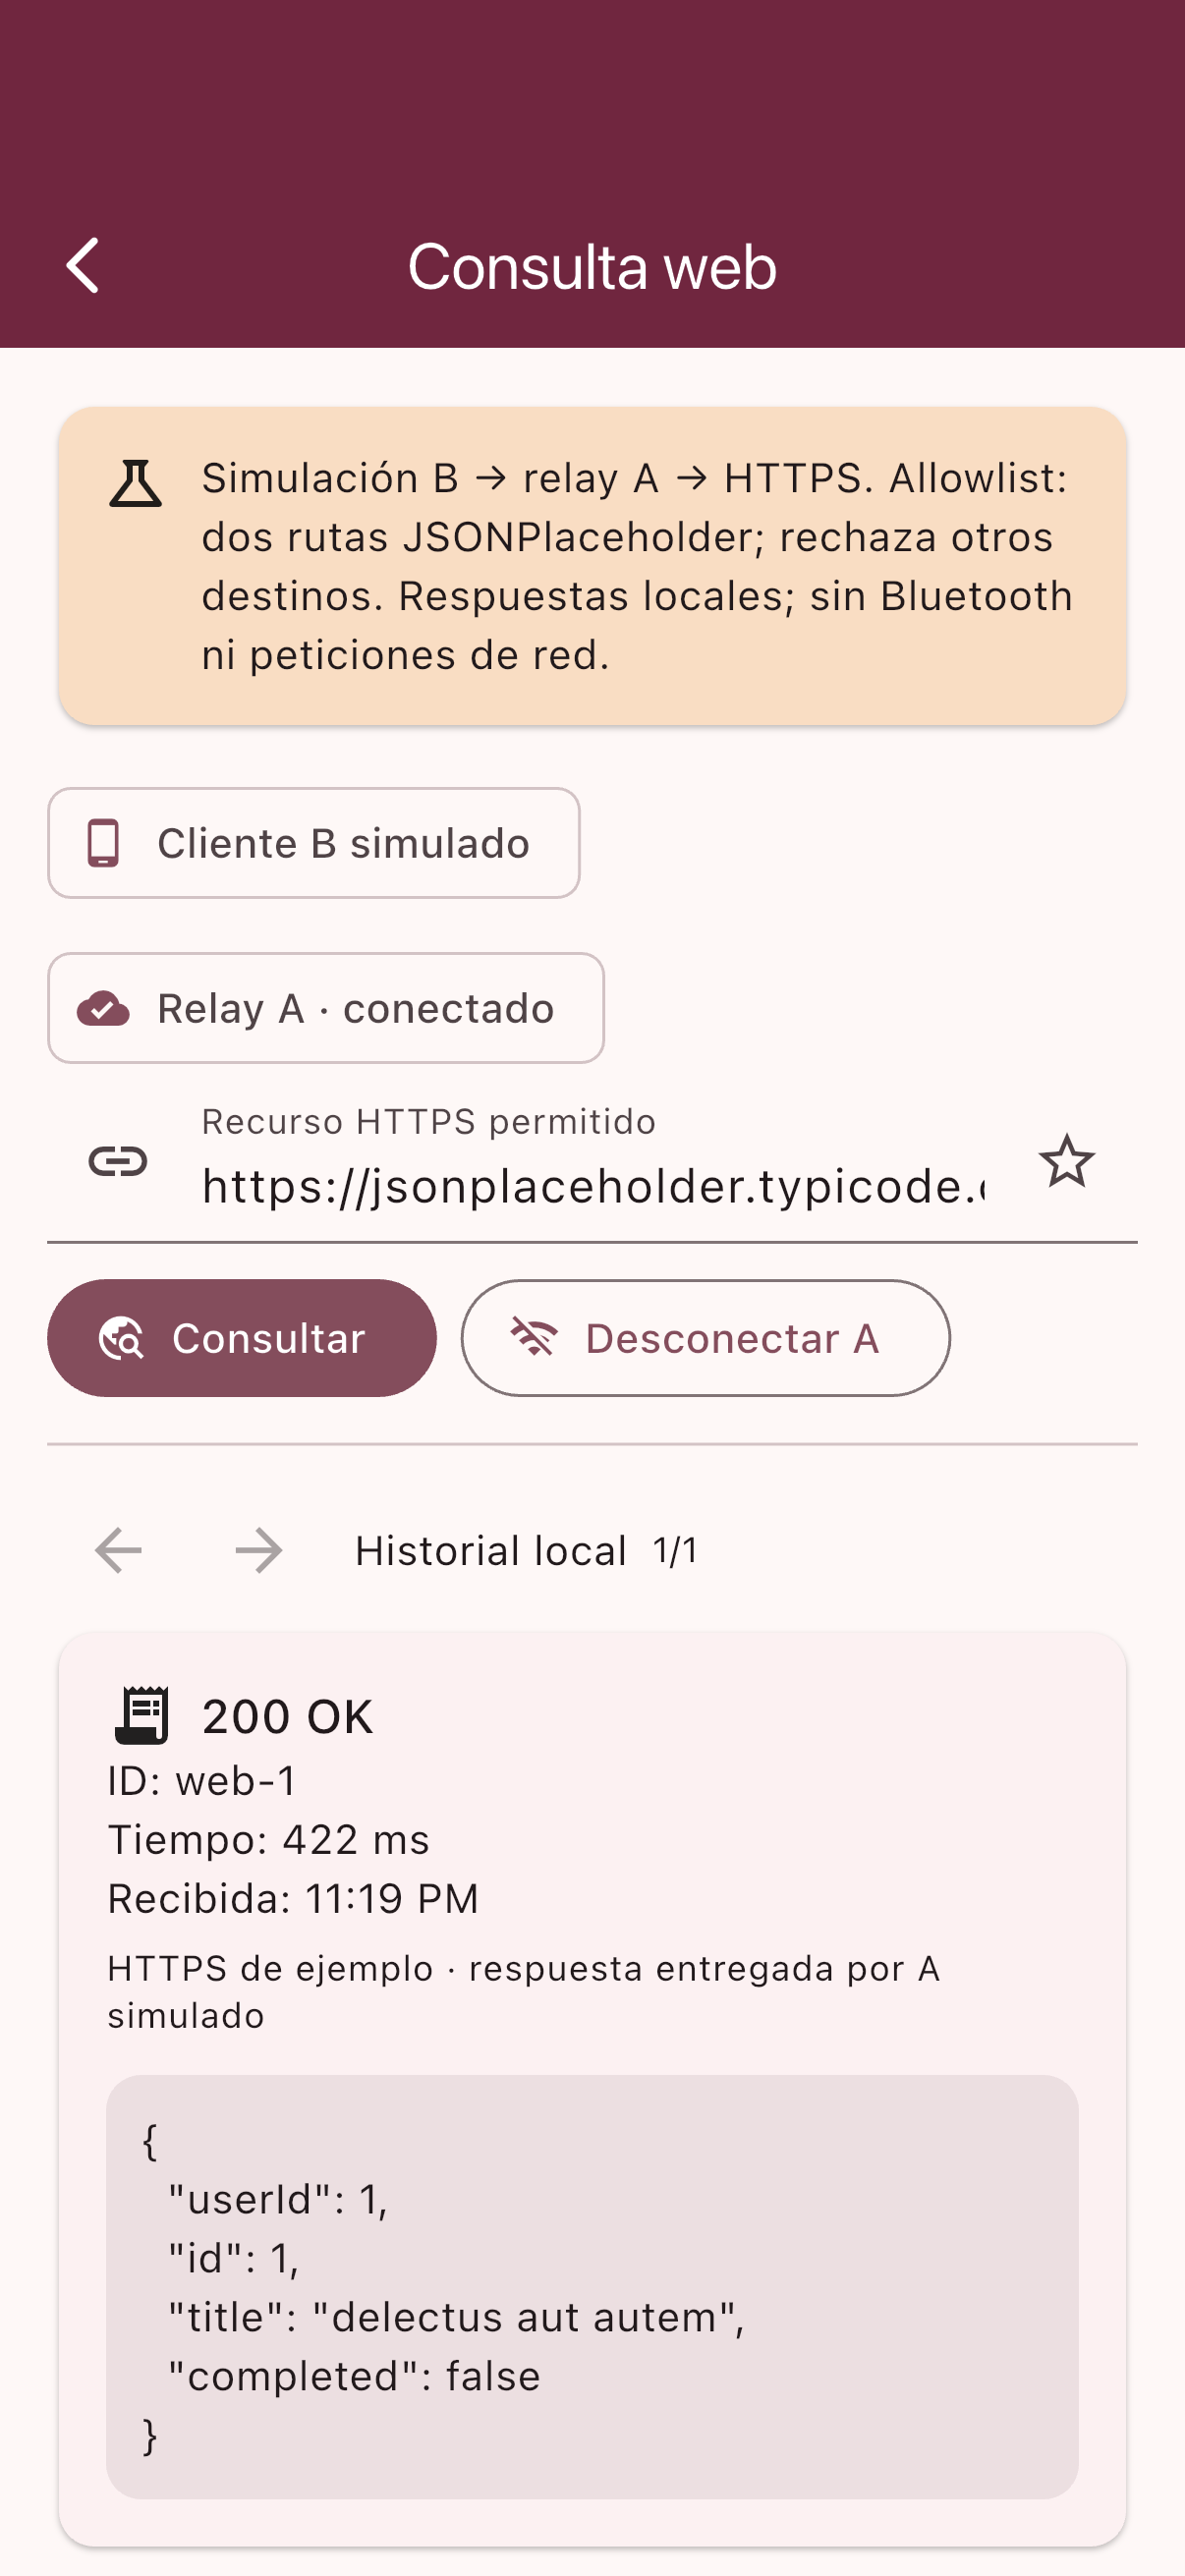 Consulta web
Simulación B → relay A → HTTPS. Allowlist:
dos rutas JSONPlaceholder; rechaza otros
destinos. Respuestas locales; sin Bluetooth
ni peticiones de red.
Cliente B simulado
Relay A · conectado
Recurso HTTPS permitido
https://jsonplaceholder.typicode.
Consultar
Desconectar A
Historial local 1/1
200 OK
ID: web-1
Tiempo: 422 ms
Recibida: 11:19 PM
HTTPS de ejemplo · respuesta entregada por A
simulado
{
"userId": 1,
"id": 1,
"title": "delectus aut autem",
"completed": false
}